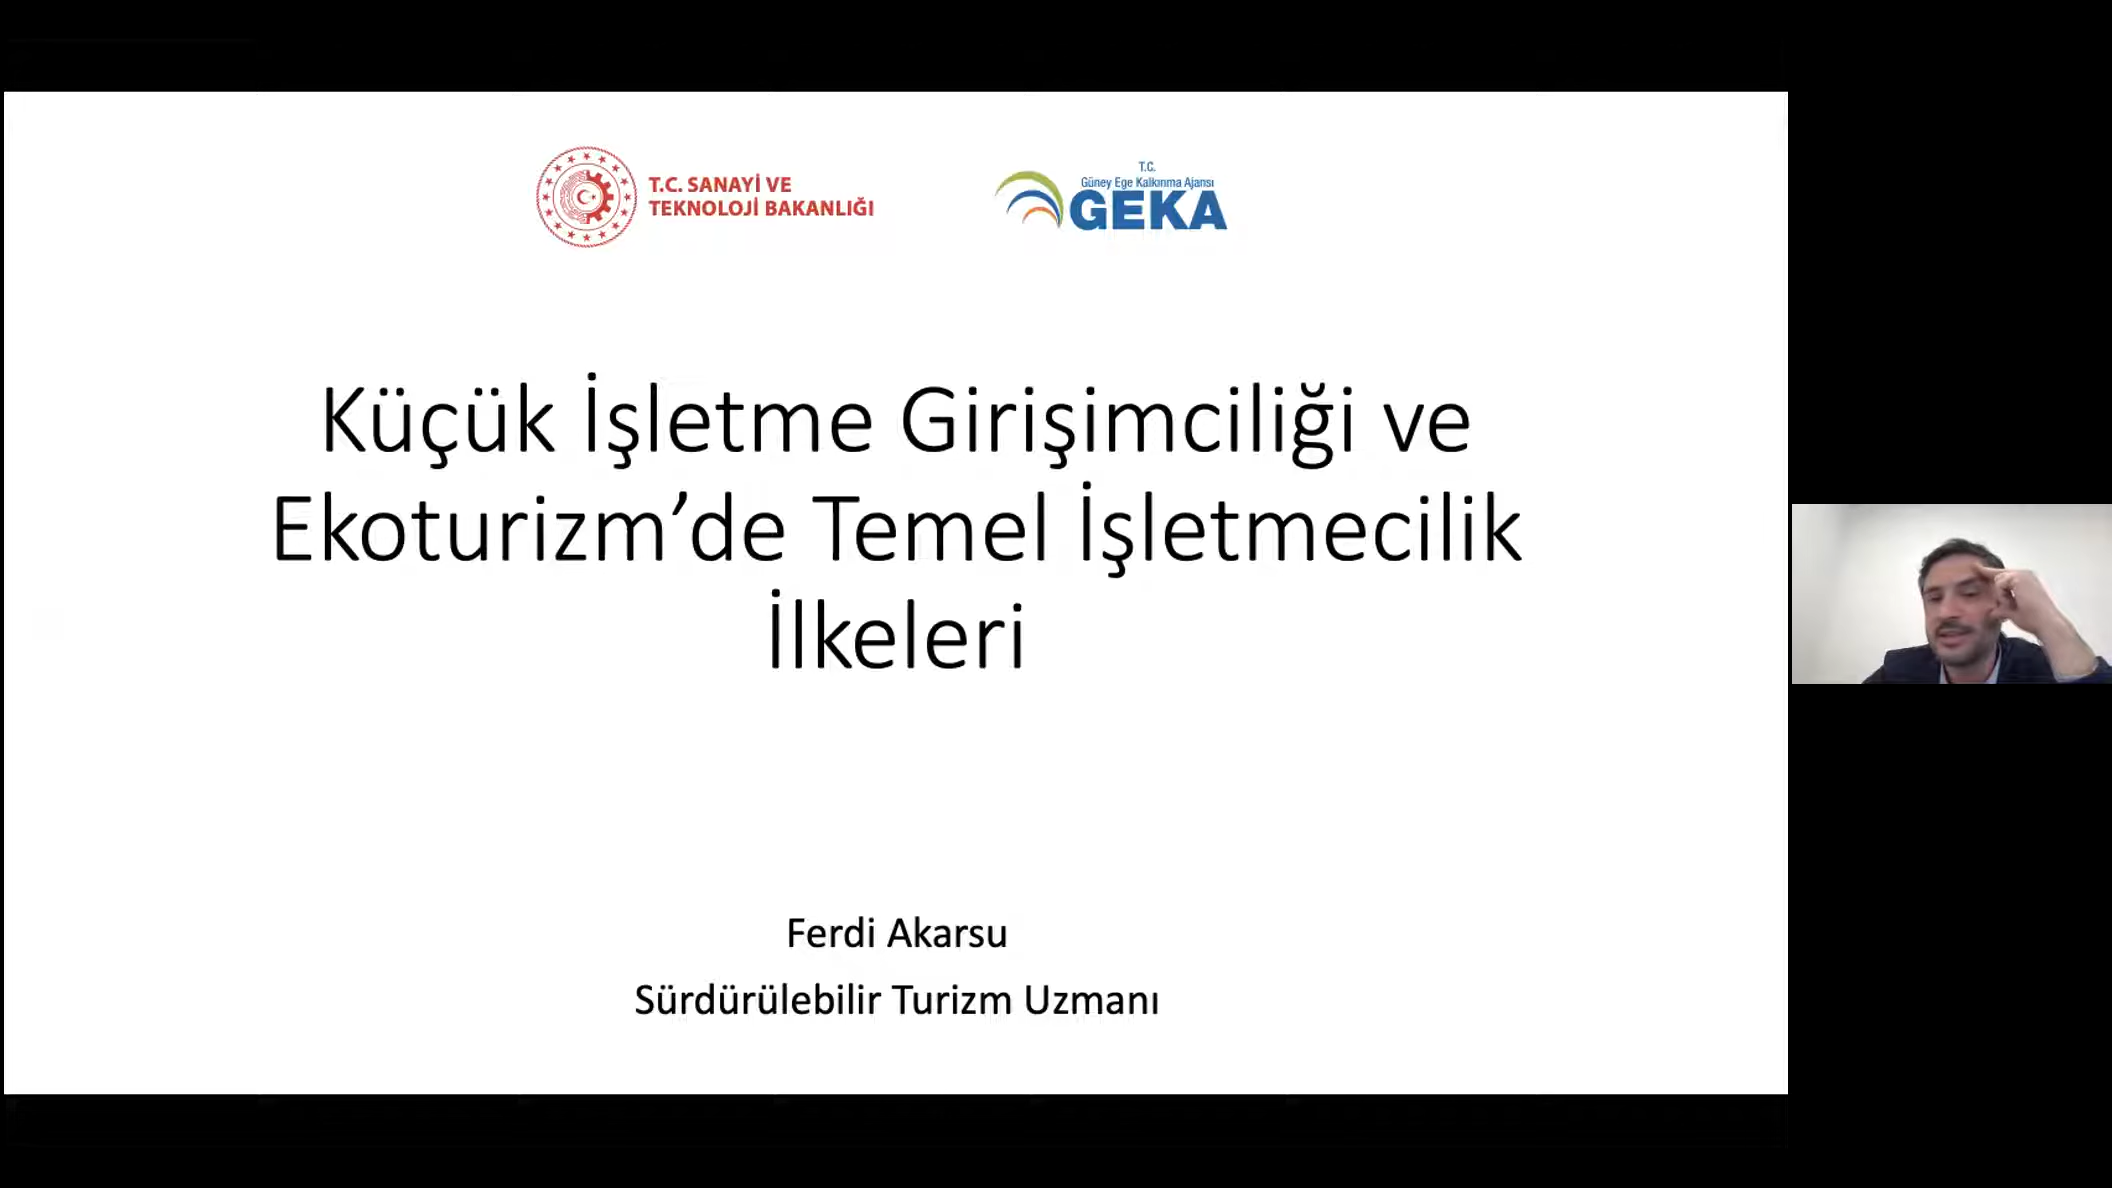 T.C. SANAYİ VE
TEKNOLOJİ BAKANLIĞI
T.C.
Güney Ege Kalkınma Ajansı
GEKA
Küçük İşletme Girişimciliği ve
Ekoturizm’de Temel İşletmecilik
İlkeleri
Ferdi Akarsu
Sürdürülebilir Turizm Uzmanı